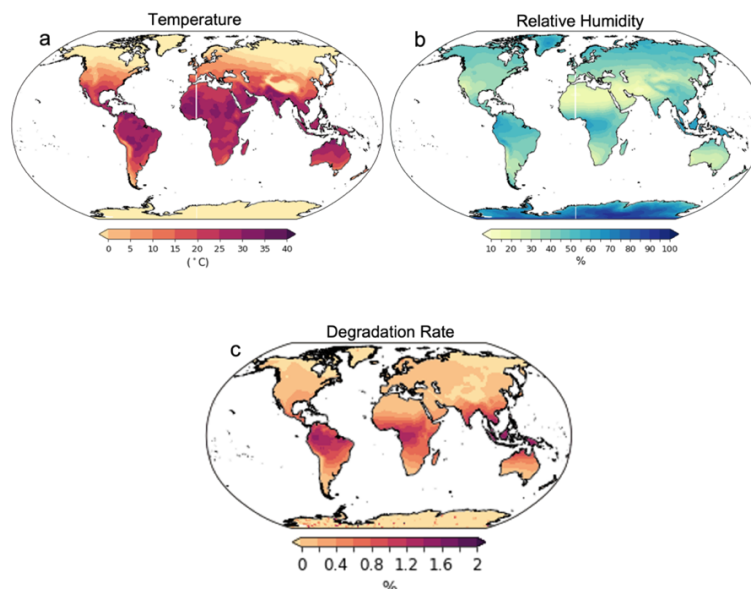 Temperature
a
Relative Humidity
b
0 5 10 15 20 25 30 35 40
(°C)
10 20 30 40 50 60 70 80 90 100
%
Degradation Rate
c
0 0.4 0.8 1.2 1.6 2
%